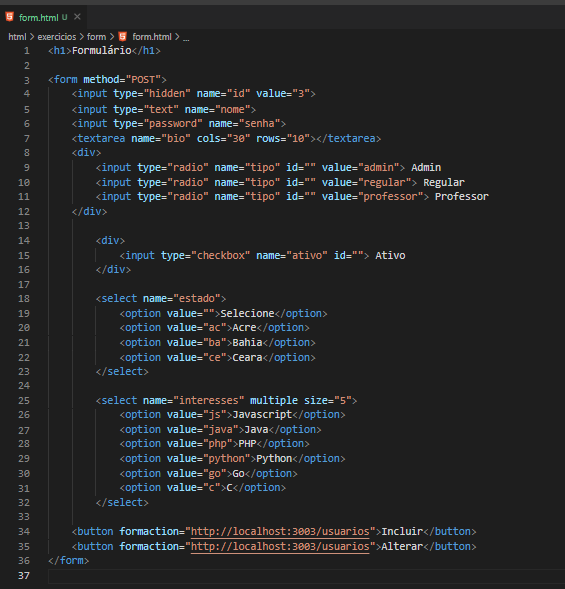 form.html U ×
html > exercicios > form > form.html > ...
1 <h1>Formulário</h1>
2
3 <form method="POST">
4 <input type="hidden" name="id" value="3">
5 <input type="text" name="nome">
6 <input type="password" name="senha">
7 <textarea name="bio" cols="30" rows="10"></textarea>
8 <div>
9 <input type="radio" name="tipo" id="" value="admin"> Admin
10 <input type="radio" name="tipo" id="" value="regular"> Regular
11 <input type="radio" name="tipo" id="" value="professor"> Professor
12 </div>
13
14 <div>
15 <input type="checkbox" name="ativo" id=""> Ativo
16 </div>
17
18 <select name="estado">
19 <option value="">Selecione</option>
20 <option value="ac">Acre</option>
21 <option value="ba">Bahia</option>
22 <option value="ce">Ceara</option>
23 </select>
24
25 <select name="interesses" multiple size="5">
26 <option value="js">Javascript</option>
27 <option value="java">Java</option>
28 <option value="php">PHP</option>
29 <option value="python">Python</option>
30 <option value="go">Go</option>
31 <option value="c">C</option>
32 </select>
33
34 <button formaction="http://localhost:3003/usuarios">Incluir</button>
35 <button formaction="http://localhost:3003/usuarios">Alterar</button>
36 </form>
37